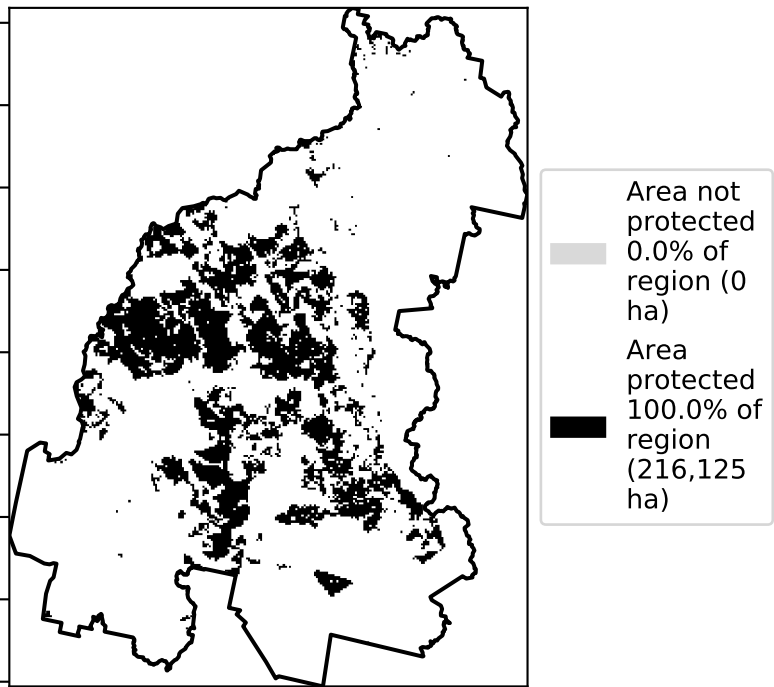 Area not
protected
0.0% of
region (0
ha)
Area
protected
100.0% of
region
(216,125
ha)